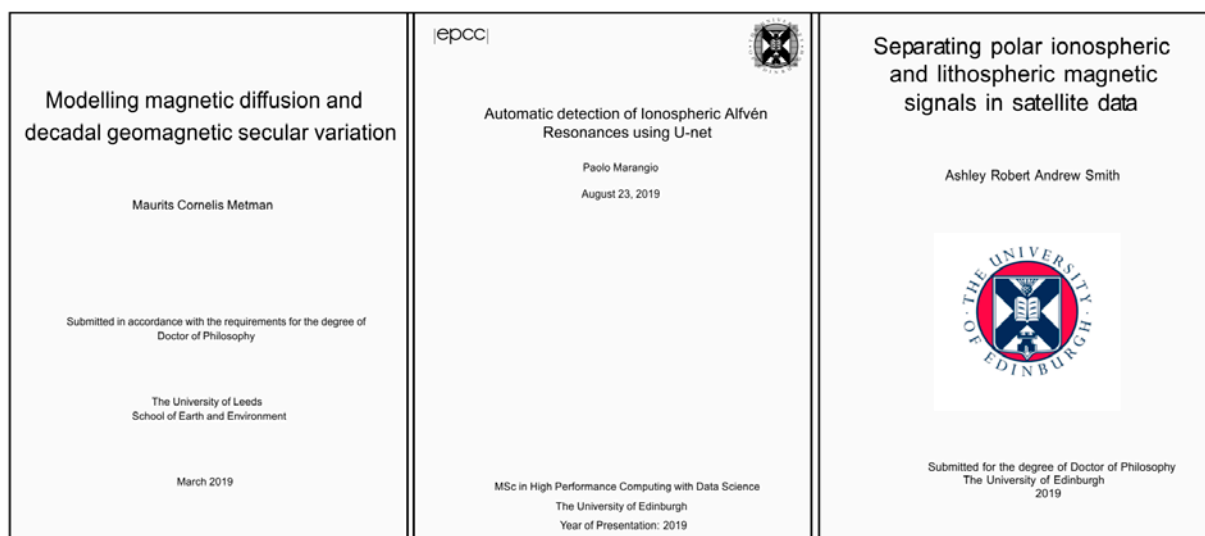 Modelling magnetic diffusion and
decadal geomagnetic secular variation
Maurits Cornelis Metman
Submitted in accordance with the requirements for the degree of
Doctor of Philosophy
The University of Leeds
School of Earth and Environment
March 2019
|epcc|
THE UNIVERSITY OF EDINBURGH
Automatic detection of Ionospheric Alfvén
Resonances using U-net
Paolo Marangio
August 23, 2019
MSc in High Performance Computing with Data Science
The University of Edinburgh
Year of Presentation: 2019
Separating polar ionospheric
and lithospheric magnetic
signals in satellite data
Ashley Robert Andrew Smith
THE UNIVERSITY OF EDINBURGH
Submitted for the degree of Doctor of Philosophy
The University of Edinburgh
2019